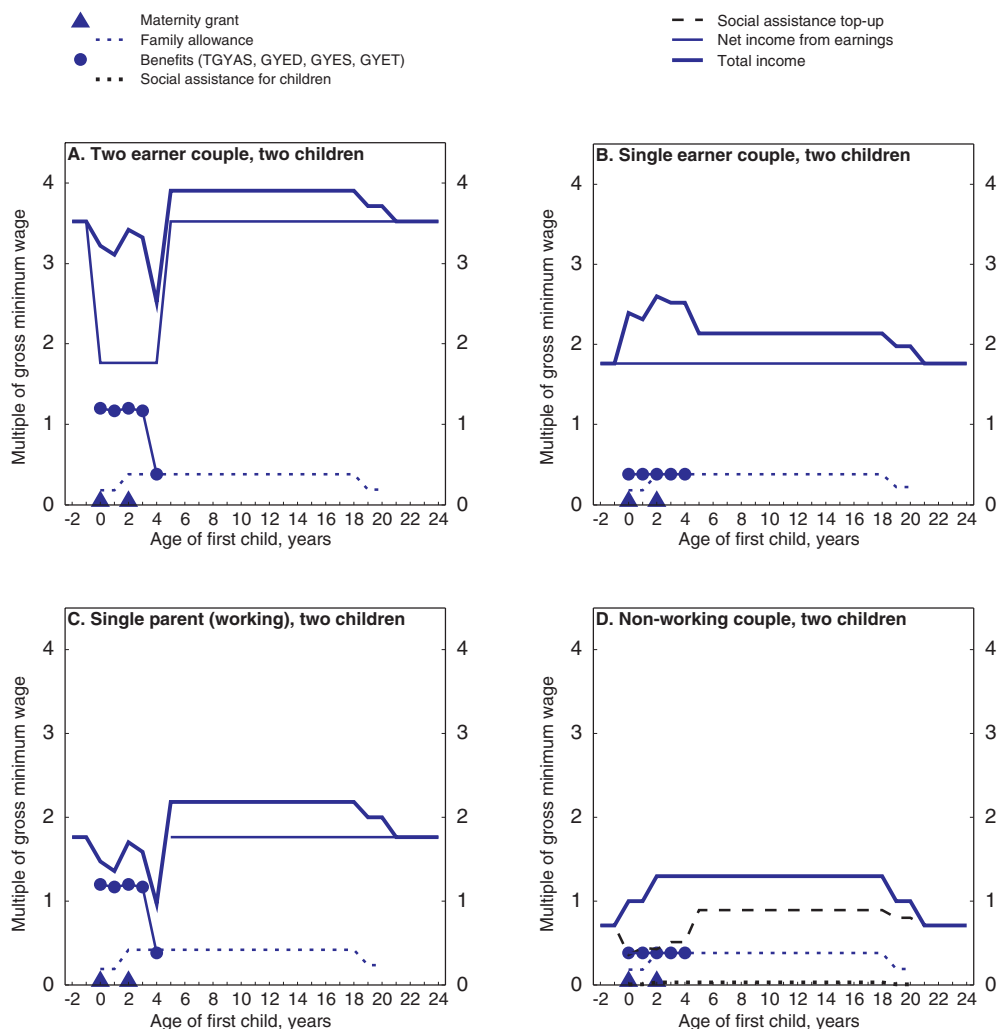 Maternity grant
Family allowance
Benefits (TGYAS, GYED, GYES, GYET)
Social assistance for children
Social assistance top-up
Net income from earnings
Total income
A. Two earner couple, two children
Multiple of gross minimum wage
4 4
3 3
2 2
1 1
0 0
-2 0 2 4 6 8 10 12 14 16 18 20 22 24
Age of first child, years
B. Single earner couple, two children
Multiple of gross minimum wage
4 4
3 3
2 2
1 1
0 0
-2 0 2 4 6 8 10 12 14 16 18 20 22 24
Age of first child, years
C. Single parent (working), two children
Multiple of gross minimum wage
4 4
3 3
2 2
1 1
0 0
-2 0 2 4 6 8 10 12 14 16 18 20 22 24
Age of first child, years
D. Non-working couple, two children
Multiple of gross minimum wage
4 4
3 3
2 2
1 1
0 0
-2 0 2 4 6 8 10 12 14 16 18 20 22 24
Age of first child, years